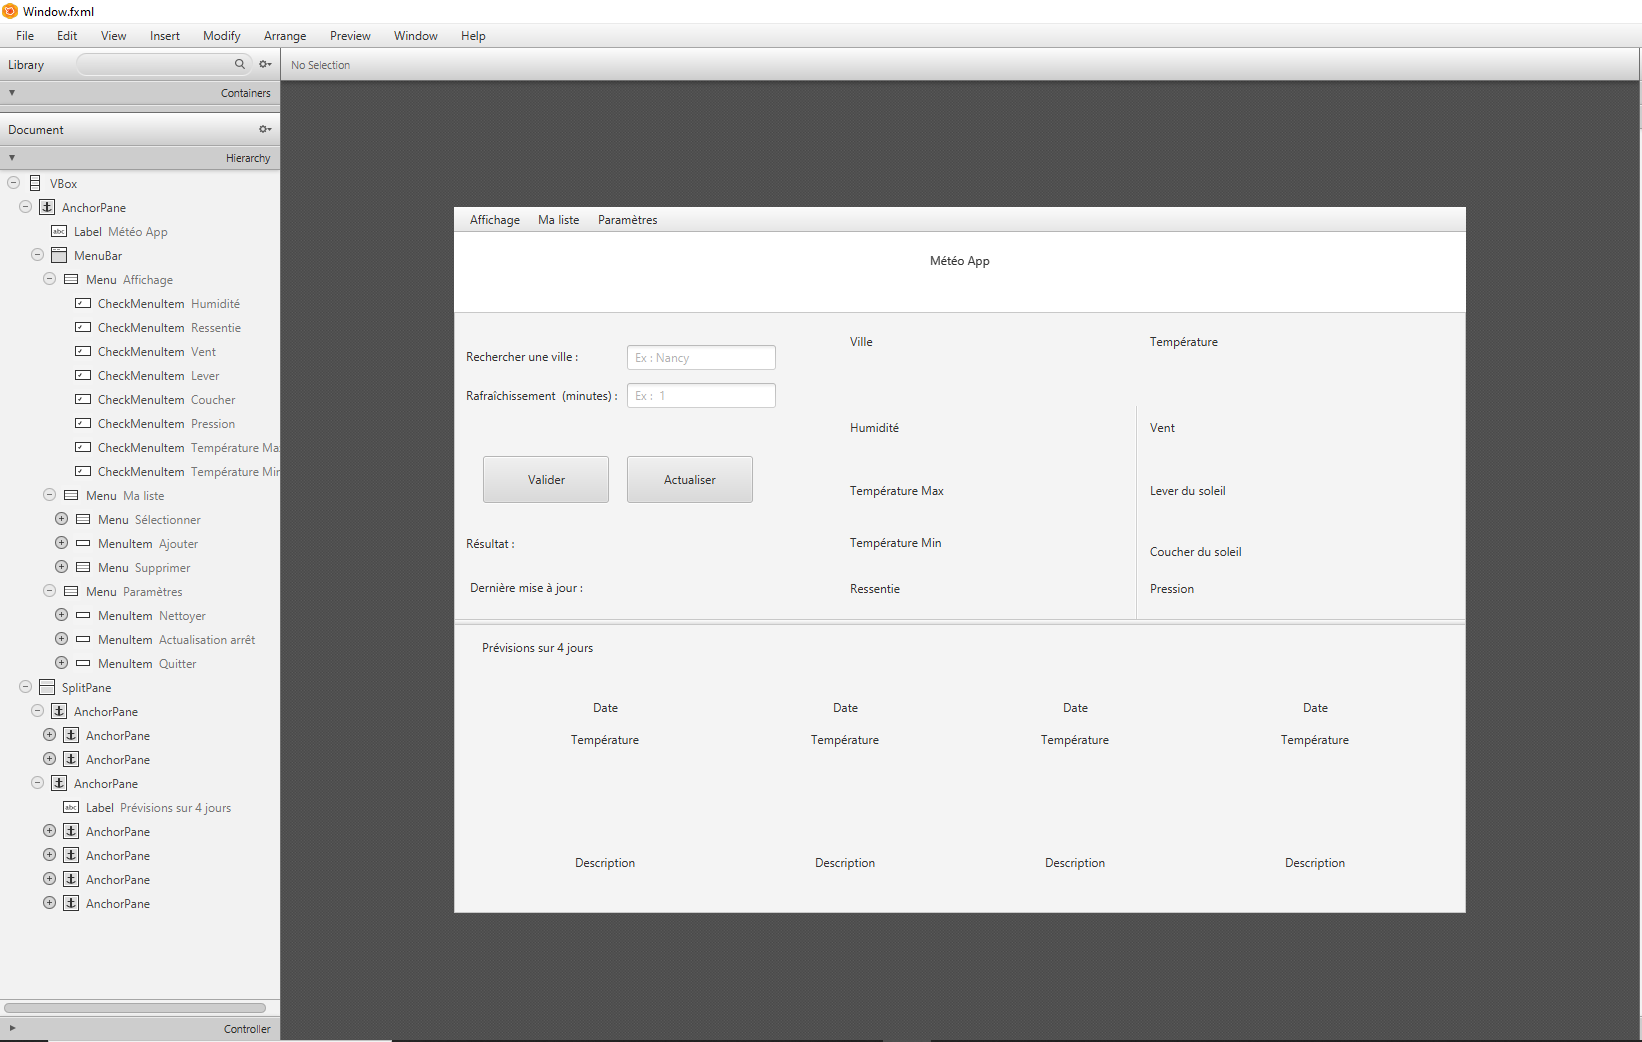 Window.fxml
File Edit View Insert Modify Arrange Preview Window Help
Library
No Selection
Containers
Document
Hierarchy
VBox
AnchorPane
Label Météo App
MenuBar
Menu Affichage
CheckMenuItem Humidité
CheckMenuItem Ressentie
CheckMenuItem Vent
CheckMenuItem Lever
CheckMenuItem Coucher
CheckMenuItem Pression
CheckMenuItem Température Ma
CheckMenuItem Température Min
Menu Ma liste
Menu Sélectionner
MenuItem Ajouter
Menu Supprimer
Menu Paramètres
MenuItem Nettoyer
MenuItem Actualisation arrêt
MenuItem Quitter
SplitPane
AnchorPane
AnchorPane
AnchorPane
AnchorPane
Label Prévisions sur 4 jours
AnchorPane
AnchorPane
AnchorPane
AnchorPane
Controller
Affichage Ma liste Paramètres
Météo App
Rechercher une ville : Ex : Nancy
Rafraîchissement (minutes) : Ex : 1
Valider Actualiser
Résultat :
Dernière mise à jour :
Ville Température
Humidité Vent
Température Max Lever du soleil
Température Min Coucher du soleil
Ressentie Pression
Prévisions sur 4 jours
Date Date Date Date
Température Température Température Température
Description Description Description Description